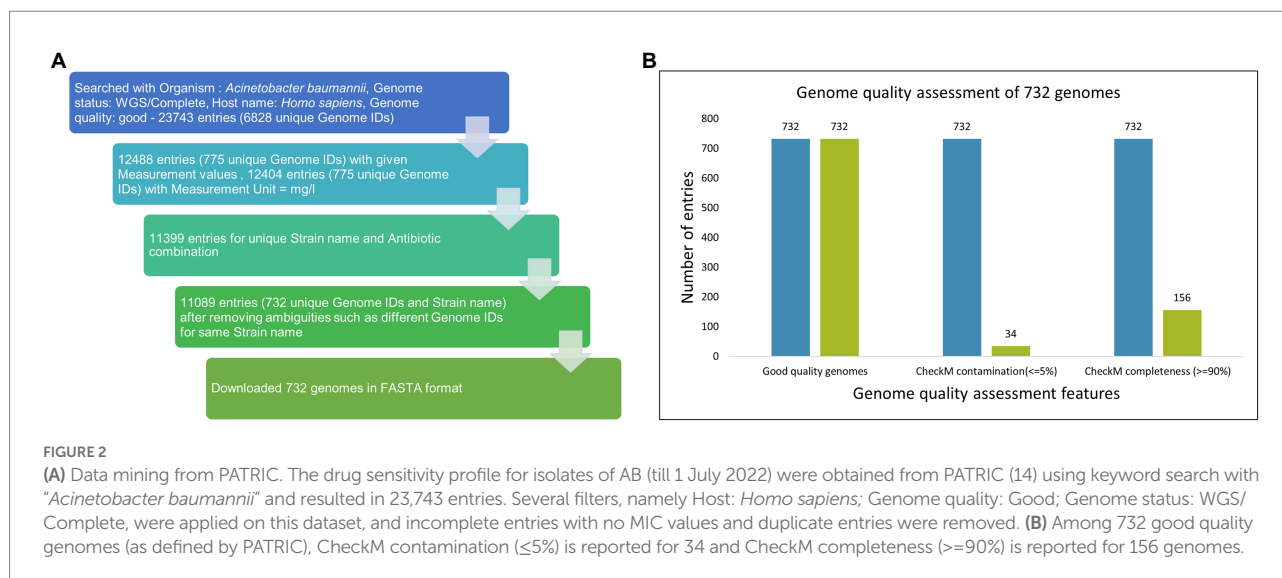 A
Searched with Organism : Acinetobacter baumannii, Genome
status: WGS/Complete, Host name: Homo sapiens, Genome
quality: good - 23743 entries (6828 unique Genome IDs)
12488 entries (775 unique Genome IDs) with given
Measurement values , 12404 entries (775 unique Genome
IDs) with Measurement Unit = mg/l
11399 entries for unique Strain name and Antibiotic
combination
11089 entries (732 unique Genome IDs and Strain name)
after removing ambiguities such as different Genome IDs
for same Strain name
Downloaded 732 genomes in FASTA format
B
Genome quality assessment of 732 genomes
Number of entries
800
700
600
500
400
300
200
100
0
732
732
732
34
732
156
Good quality genomes
CheckM contamination(<=5%)
CheckM completeness (>=90%)
Genome quality assessment features
FIGURE 2
(A) Data mining from PATRIC. The drug sensitivity profile for isolates of AB (till 1 July 2022) were obtained from PATRIC (14) using keyword search with
"Acinetobacter baumannii" and resulted in 23,743 entries. Several filters, namely Host: Homo sapiens; Genome quality: Good; Genome status: WGS/
Complete, were applied on this dataset, and incomplete entries with no MIC values and duplicate entries were removed. (B) Among 732 good quality
genomes (as defined by PATRIC), CheckM contamination (≤5%) is reported for 34 and CheckM completeness (>=90%) is reported for 156 genomes.